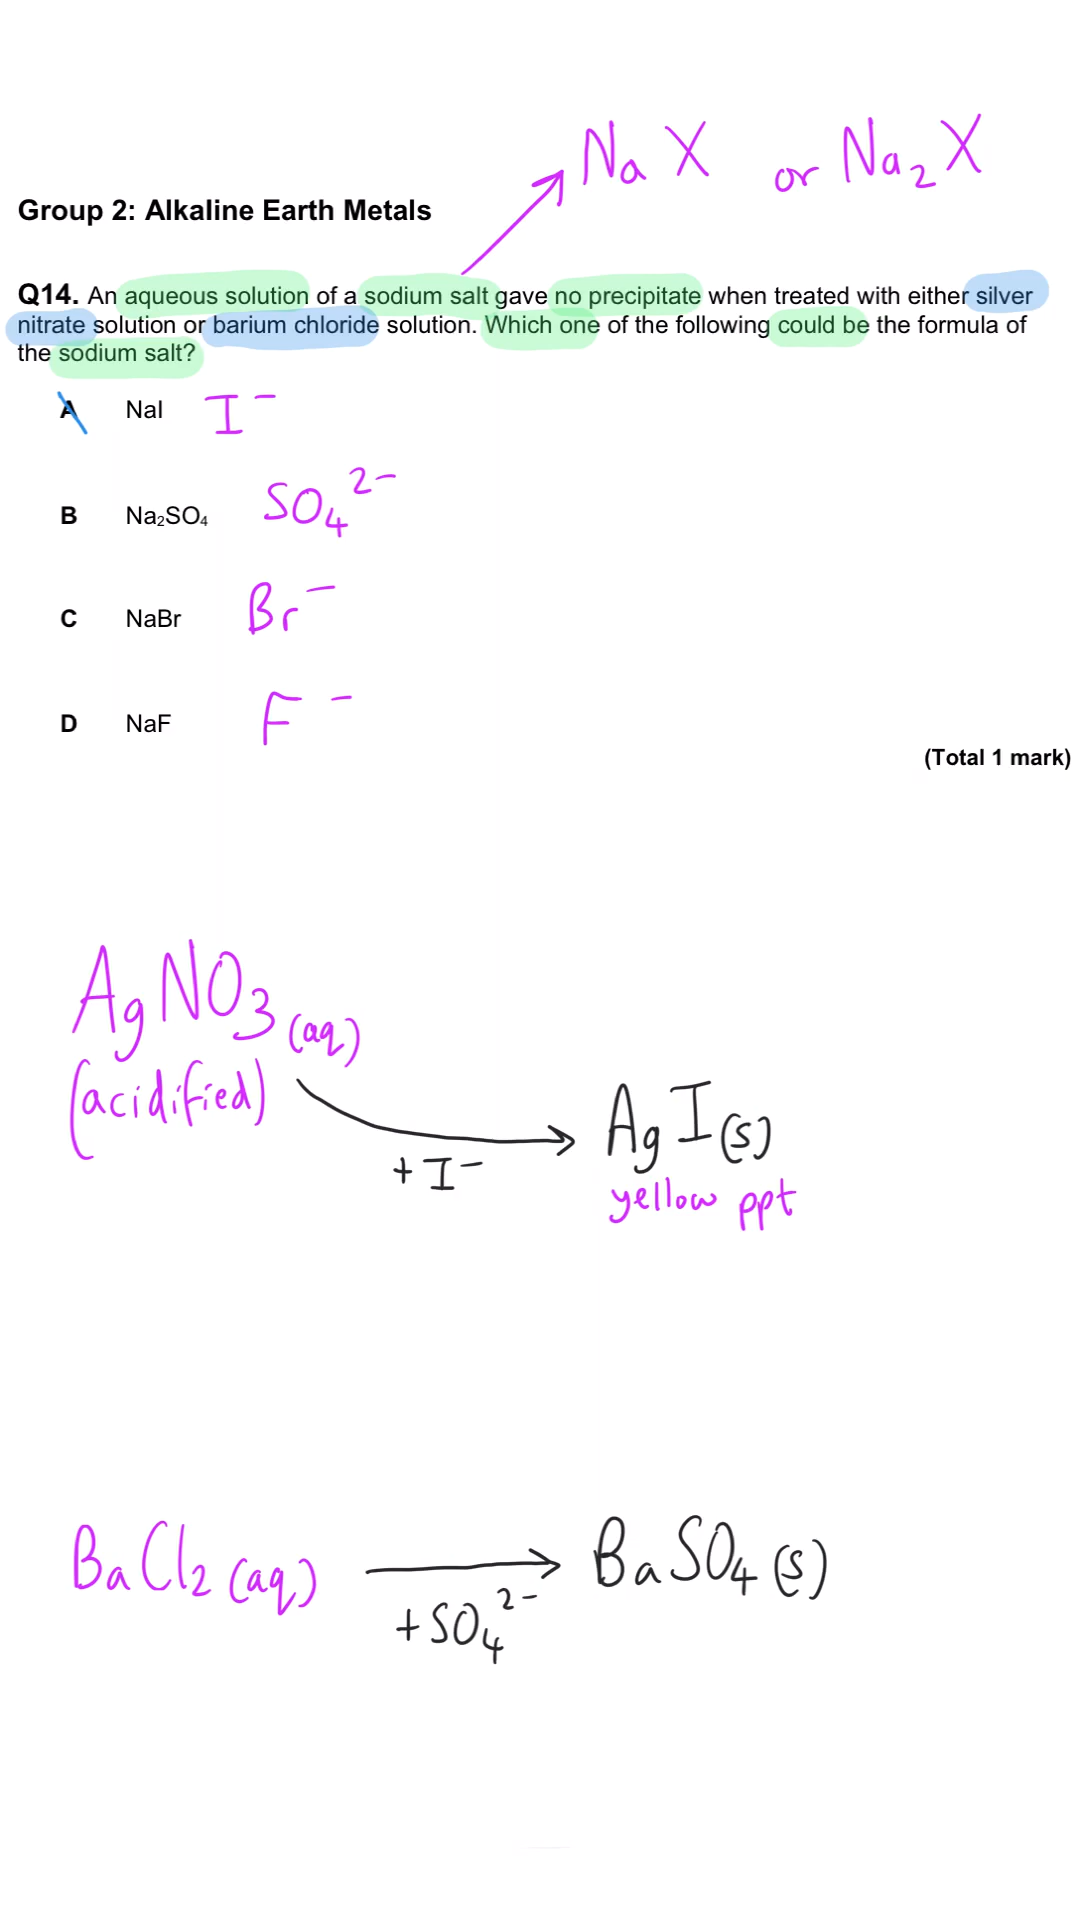 Na X or Na₂ X
Group 2: Alkaline Earth Metals
Q14. An aqueous solution of a sodium salt gave no precipitate when treated with either silver
nitrate solution or barium chloride solution. Which one of the following could be the formula of
the sodium salt?
A NaI I⁻
B Na₂SO₄ SO₄²⁻
C NaBr Br⁻
D NaF F⁻
(Total 1 mark)
AgNO₃(aq)
(acidified)
+ I⁻
AgI(s)
yellow ppt
BaCl₂(aq)
+SO₄²⁻
BaSO₄(s)